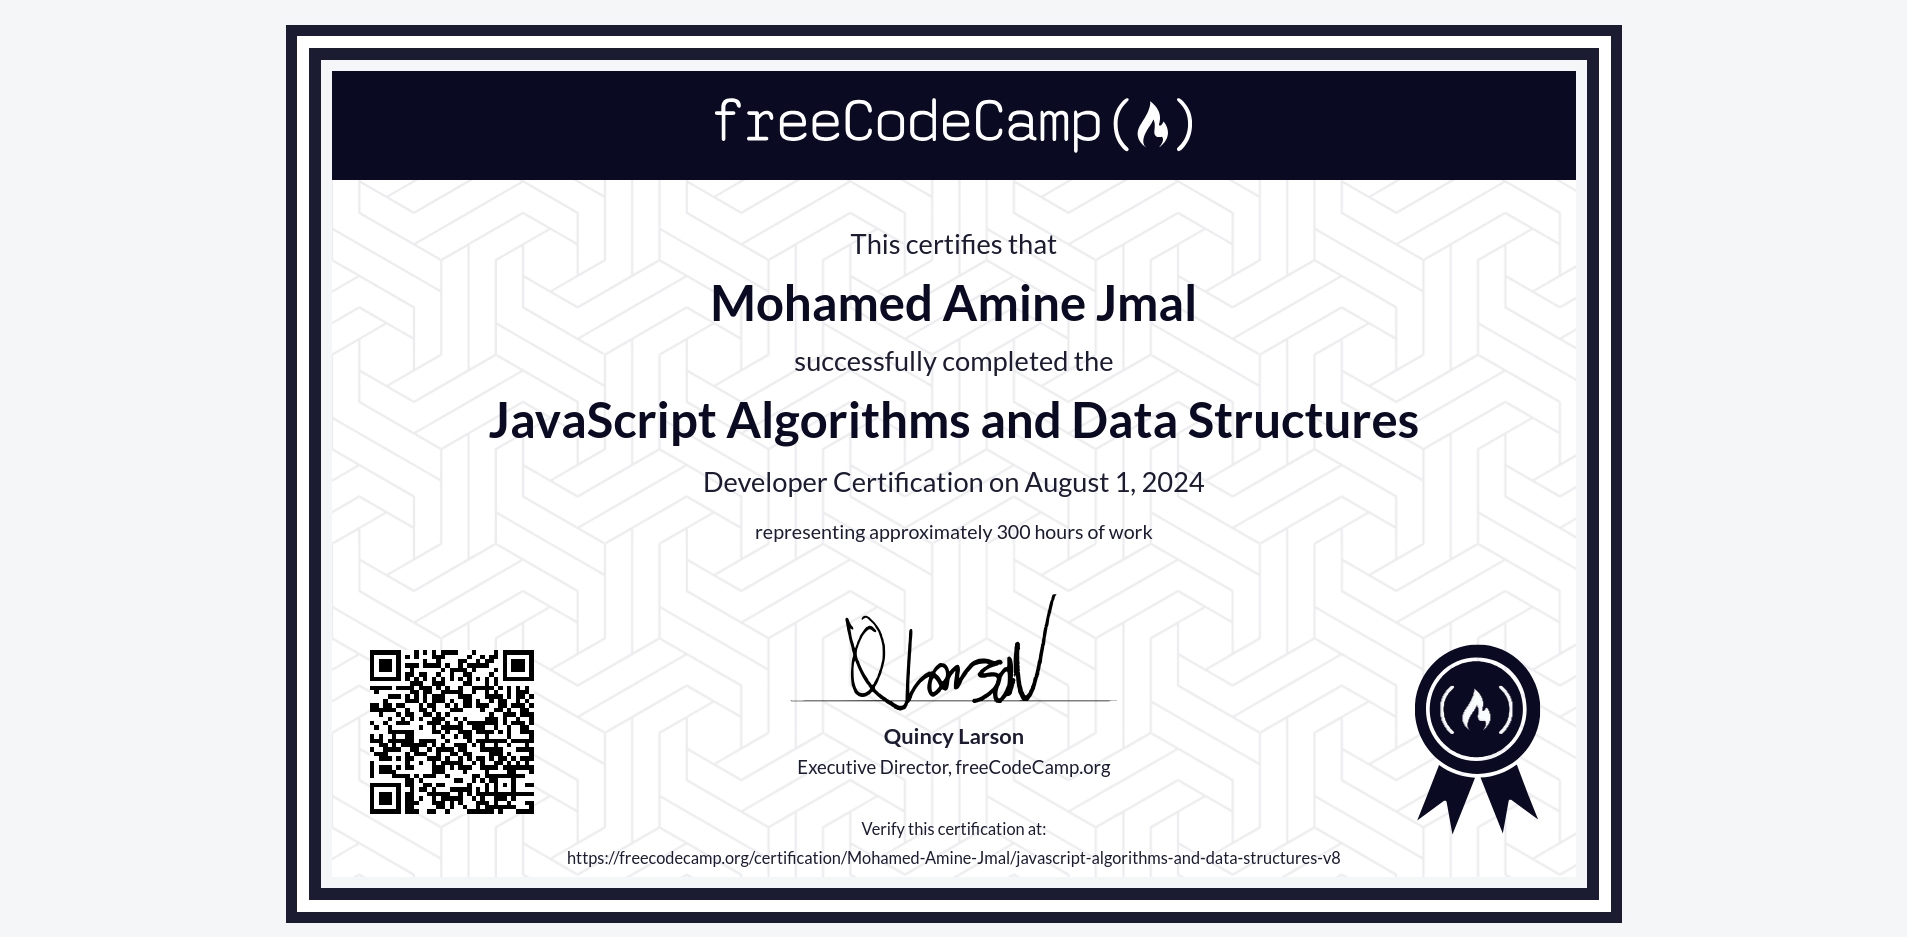 freeCodeCamp
This certifies that
Mohamed Amine Jmal
successfully completed the
JavaScript Algorithms and Data Structures
Developer Certification on August 1, 2024
representing approximately 300 hours of work
Quincy Larson
Executive Director, freeCodeCamp.org
Verify this certification at:
https://freecodecamp.org/certification/Mohamed-Amine-Jmal/javascript-algorithms-and-data-structures-v8